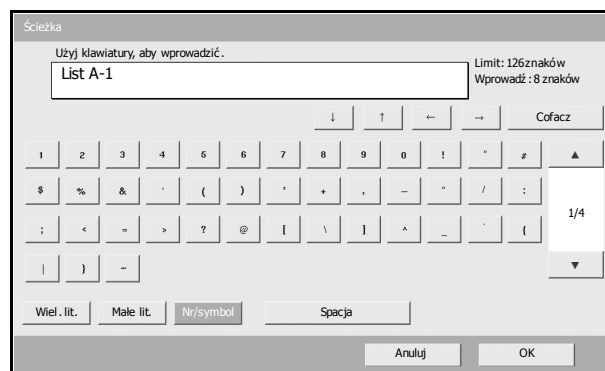 Ścieżka
Użyj klawiatury, aby wprowadzić.
List A-1
Limit: 126znaków
Wprowadź : 8 znaków
↓ ↑ ← → Cofacz
1 2 3 4 5 6 7 8 9 0 ! " #
$ % & ' ( ) * + , – " / :
; < = > ? @ [ \ ] ^ _ ` {
| } ~
▲
1/4
▼
Wiel. lit. Małe lit. Nr/symbol Spacja
Anuluj OK